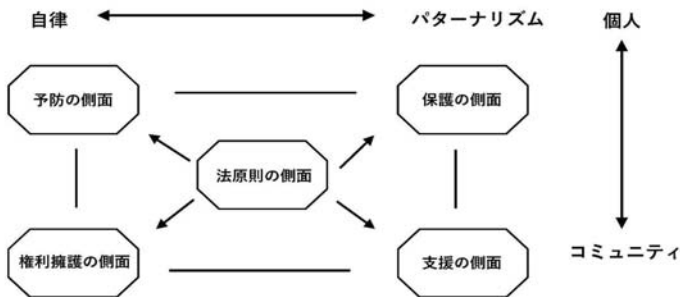 自律
パターナリズム
個人
予防の側面
保護の側面
法原則の側面
権利擁護の側面
支援の側面
コミュニティ